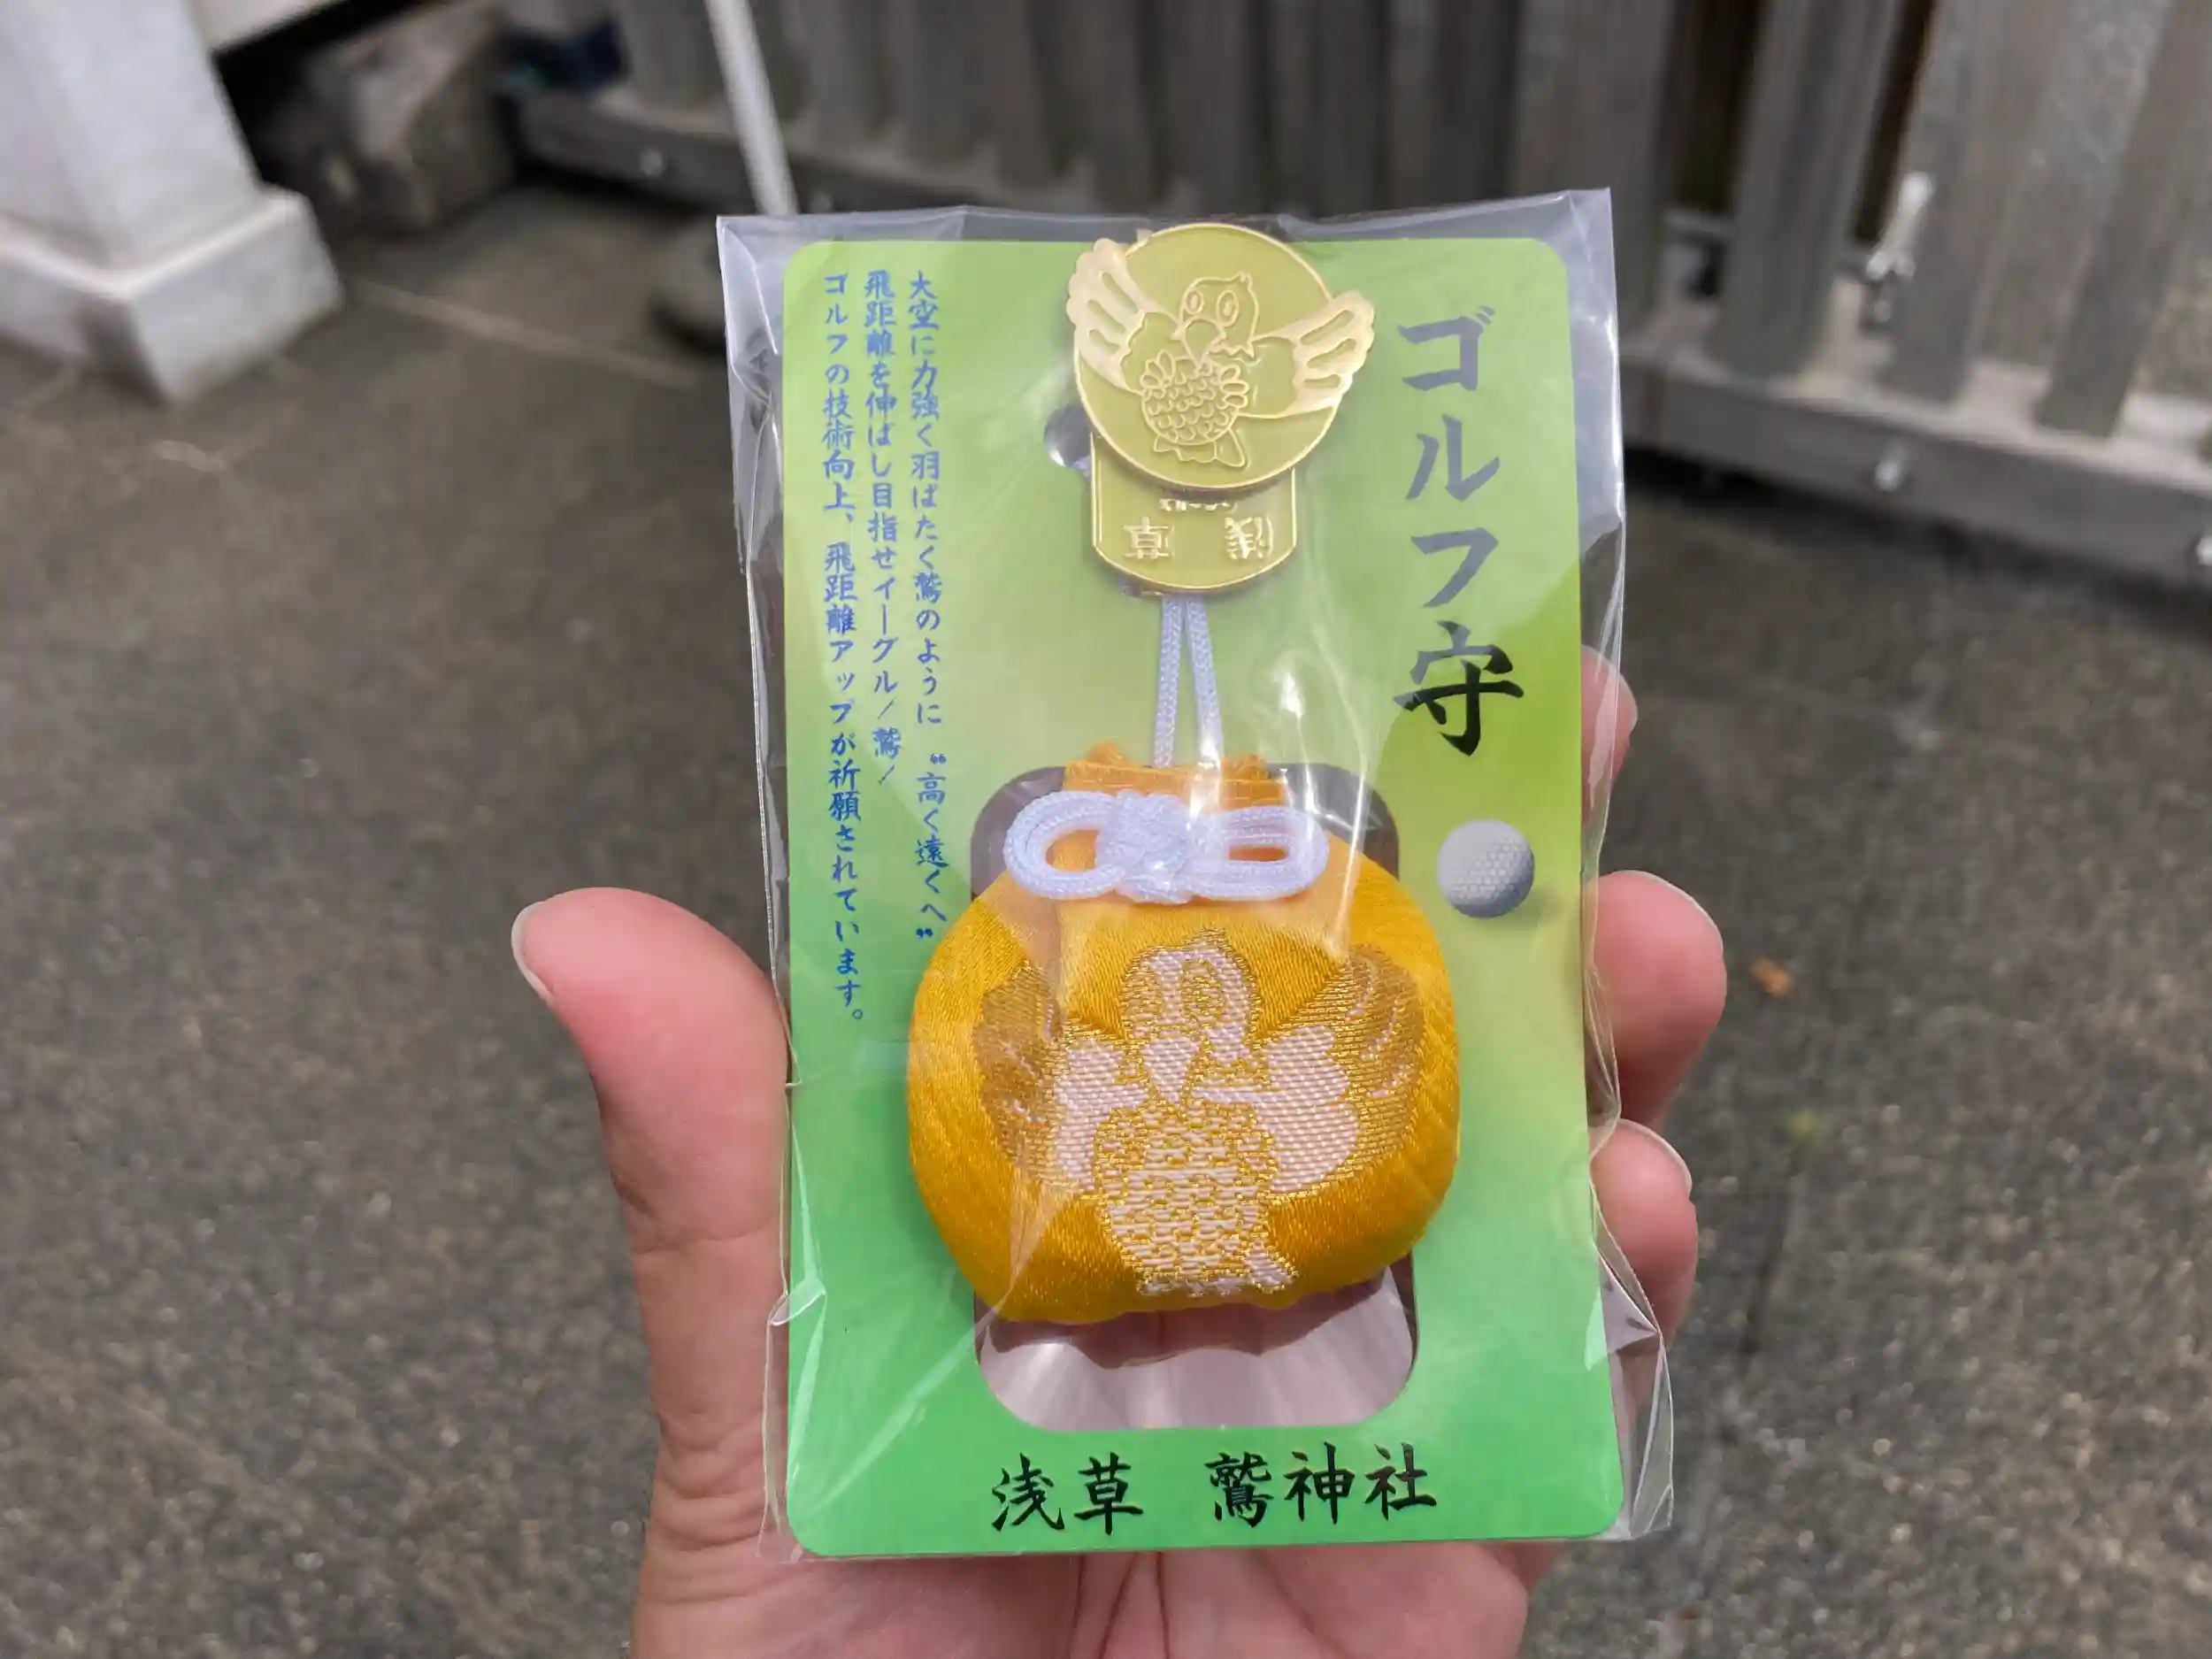 ゴルフ守
大空に力強く羽ばたく鷲のように〝高く遠くへ〟
飛距離を伸ばし目指せイーグル！鷲！
ゴルフの技術向上、飛距離アップが祈願されています。
浅草 鷲神社